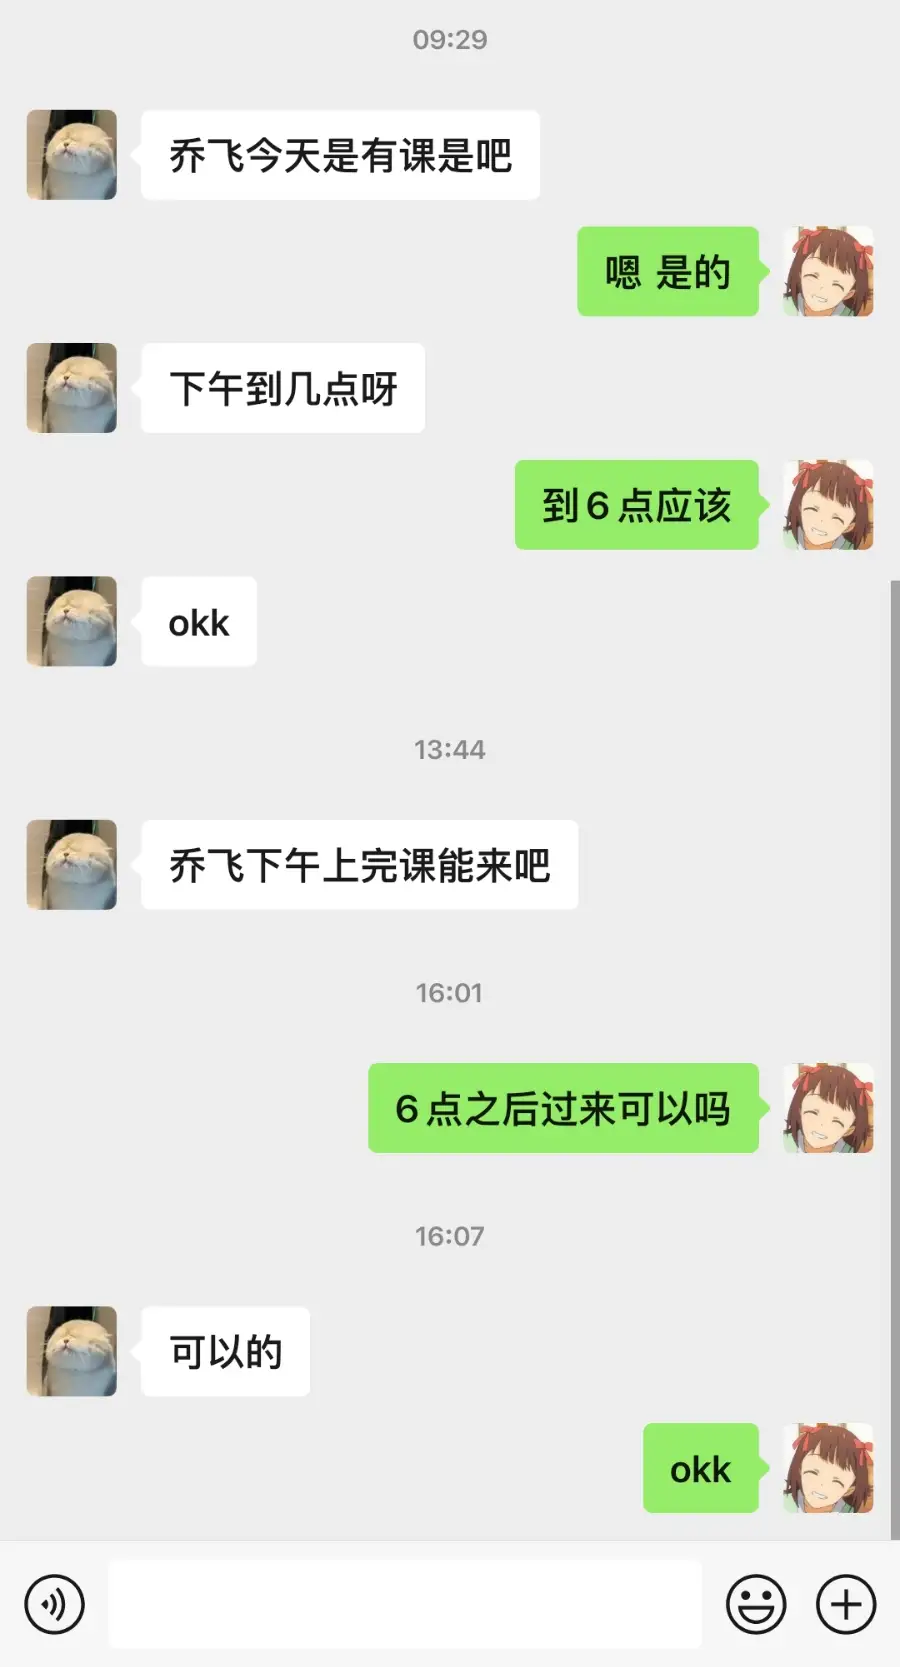 09:29
乔飞今天是有课是吧
嗯 是的
下午到几点呀
到6点应该
okk
13:44
乔飞下午上完课能来吧
16:01
6点之后过来可以吗
16:07
可以的
okk